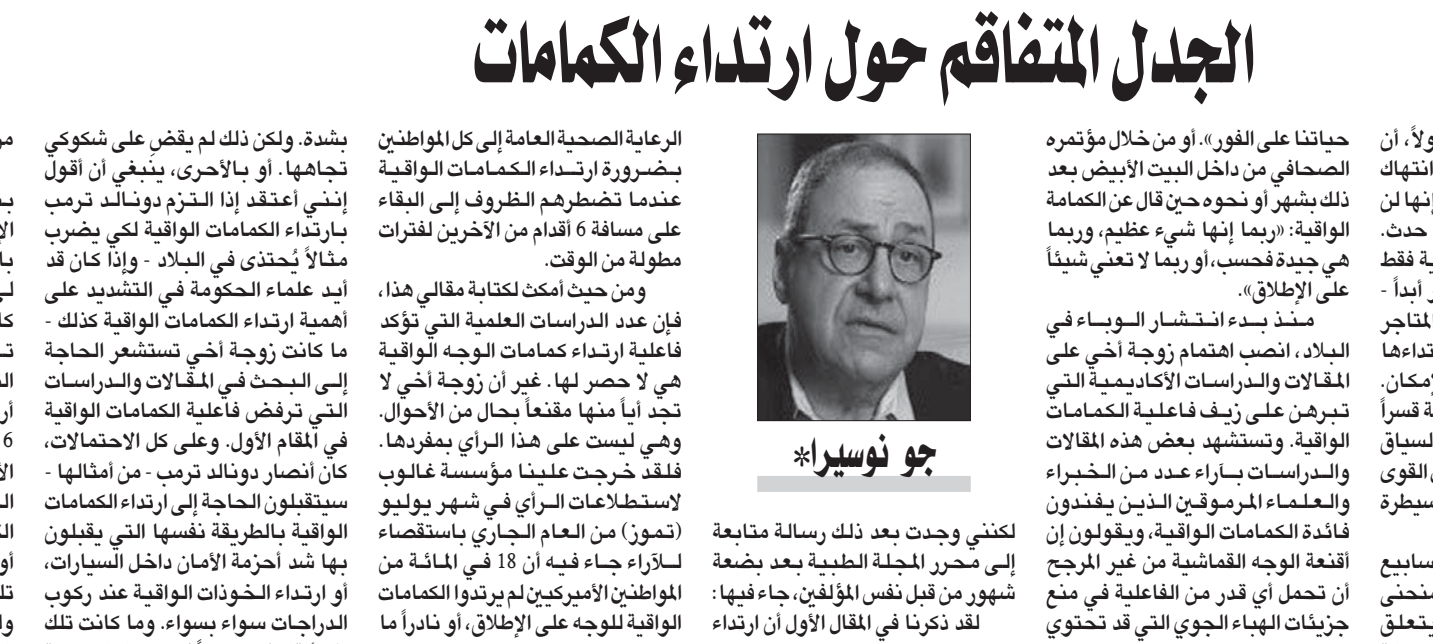 الجدل المتفاقم حول ارتداء الكمامات
حياتنا على الفور». أو من خلال مؤتمره
الصحافي من داخل البيت الأبيض بعد
ذلك بشهر أو نحوه حين قال عن الكمامة
الواقية: «ربما إنها شيء عظيم، وربما
هي جيدة فحسب، أو ربما لا تعني شيئاً
على الإطلاق».
منذ بدء انتشار الوباء في
البلاد، انصب اهتمام زوجة أخي على
المقالات والدراسات الأكاديمية التي
تبرهن على زيف فاعلية الكمامات
الواقية. وتستشهد بعض هذه المقالات
والدراسات بآراء عدد من الخبراء
والعلماء المرموقين الذين يفندون
فائدة الكمامات الواقية، ويقولون إن
أقنعة الوجه القماشية من غير المرجح
أن تحمل أي قدر من الفاعلية في منع
جزيئات الهباء الجوي التي قد تحتوي
جو نوسيرا*
لكنني وجدت بعد ذلك رسالة متابعة
إلى محرر المجلة الطبية بعد بضعة
شهور من قبل نفس المؤلفين، جاء فيها:
لقد ذكرنا في المقال الأول أن ارتداء
الرعاية الصحية العامة إلى كل المواطنين
بضرورة ارتداء الكمامات الواقية
عندما تضطرهم الظروف إلى البقاء
على مسافة 6 أقدام من الآخرين لفترات
مطولة من الوقت.
ومن حيث أمكث لكتابة مقالي هذا،
فإن عدد الدراسات العلمية التي تؤكد
فاعلية ارتداء كمامات الوجه الواقية
هي لا حصر لها. غير أن زوجة أخي لا
تجد أياً منها مقنعاً بحال من الأحوال.
وهي ليست على هذا الرأي بمفردها.
فلقد خرجت علينا مؤسسة غالوب
لاستطلاعات الرأي في شهر يوليو
(تموز) من العام الجاري باستقصاء
للآراء جاء فيه أن 18 في المائة من
المواطنين الأميركيين لم يرتدوا الكمامات
الواقية للوجه على الإطلاق، أو نادراً ما
بشدة. ولكن ذلك لم يقضِ على شكوكي
تجاهها. أو بالأحرى، ينبغي أن أقول
إنني أعتقد إذا التزم دونالد ترمب
بارتداء الكمامات الواقية لكي يضرب
مثالاً يُحتذى في البلاد - وإذا كان قد
أيد علماء الحكومة في التشديد على
أهمية ارتداء الكمامات الواقية كذلك -
ما كانت زوجة أخي تستشعر الحاجة
إلى البحث في المقالات والدراسات
التي ترفض فاعلية الكمامات الواقية
في المقام الأول. وعلى كل الاحتمالات،
كان أنصار دونالد ترمب - من أمثالها -
سيتقبلون الحاجة إلى ارتداء الكمامات
الواقية بالطريقة نفسها التي يقبلون
بها شد أحزمة الأمان داخل السيارات،
أو ارتداء الخوذات الواقية عند ركوب
الدراجات سواء بسواء. وما كانت تلك